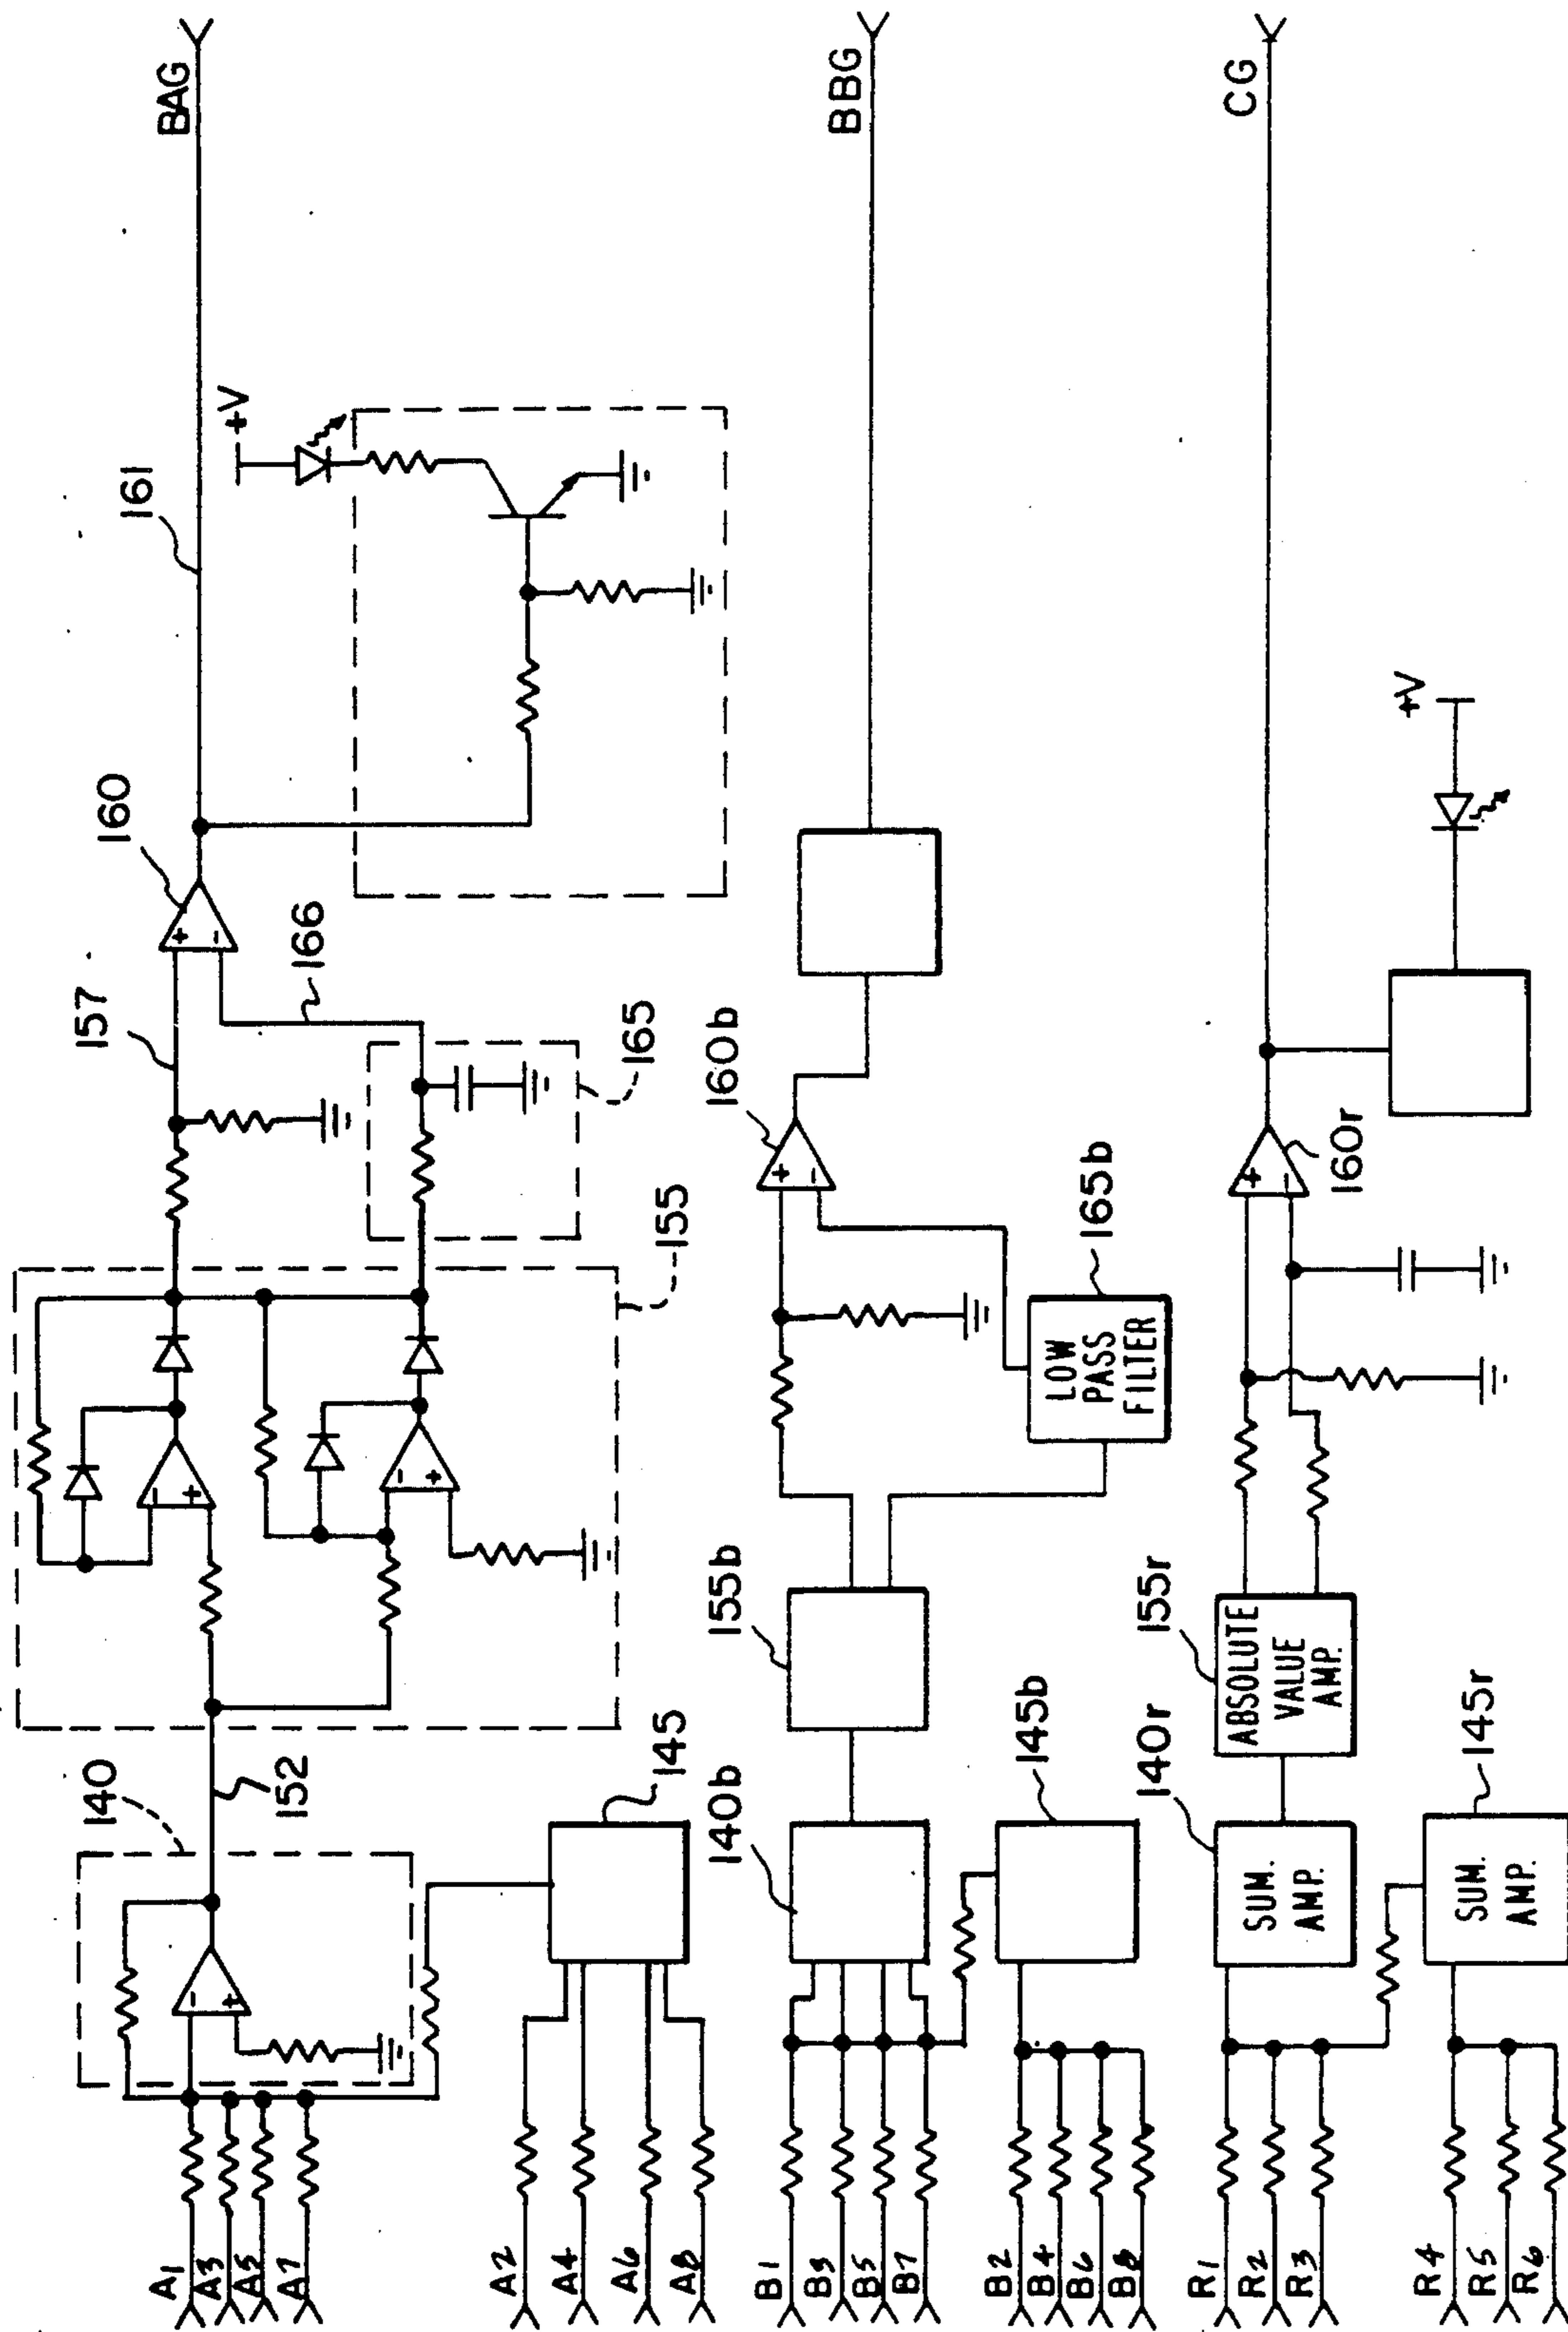 A1
A3
A5
A7
140
152
155
157
160
161
BAG
+V
-
+
-
+
-
+
+
-
166
165
A2
A4
A6
A8
145
B1
B3
B5
B7
140b
155b
160b
+
-
BBG
LOW
PASS
FILTER
165b
B2
B4
B6
B8
145b
R1
R2
R3
140r
SUM.
AMP.
155r
ABSOLUTE
VALUE
AMP.
+
-
160r
CG
+V
R4
R5
R6
SUM.
AMP.
145r